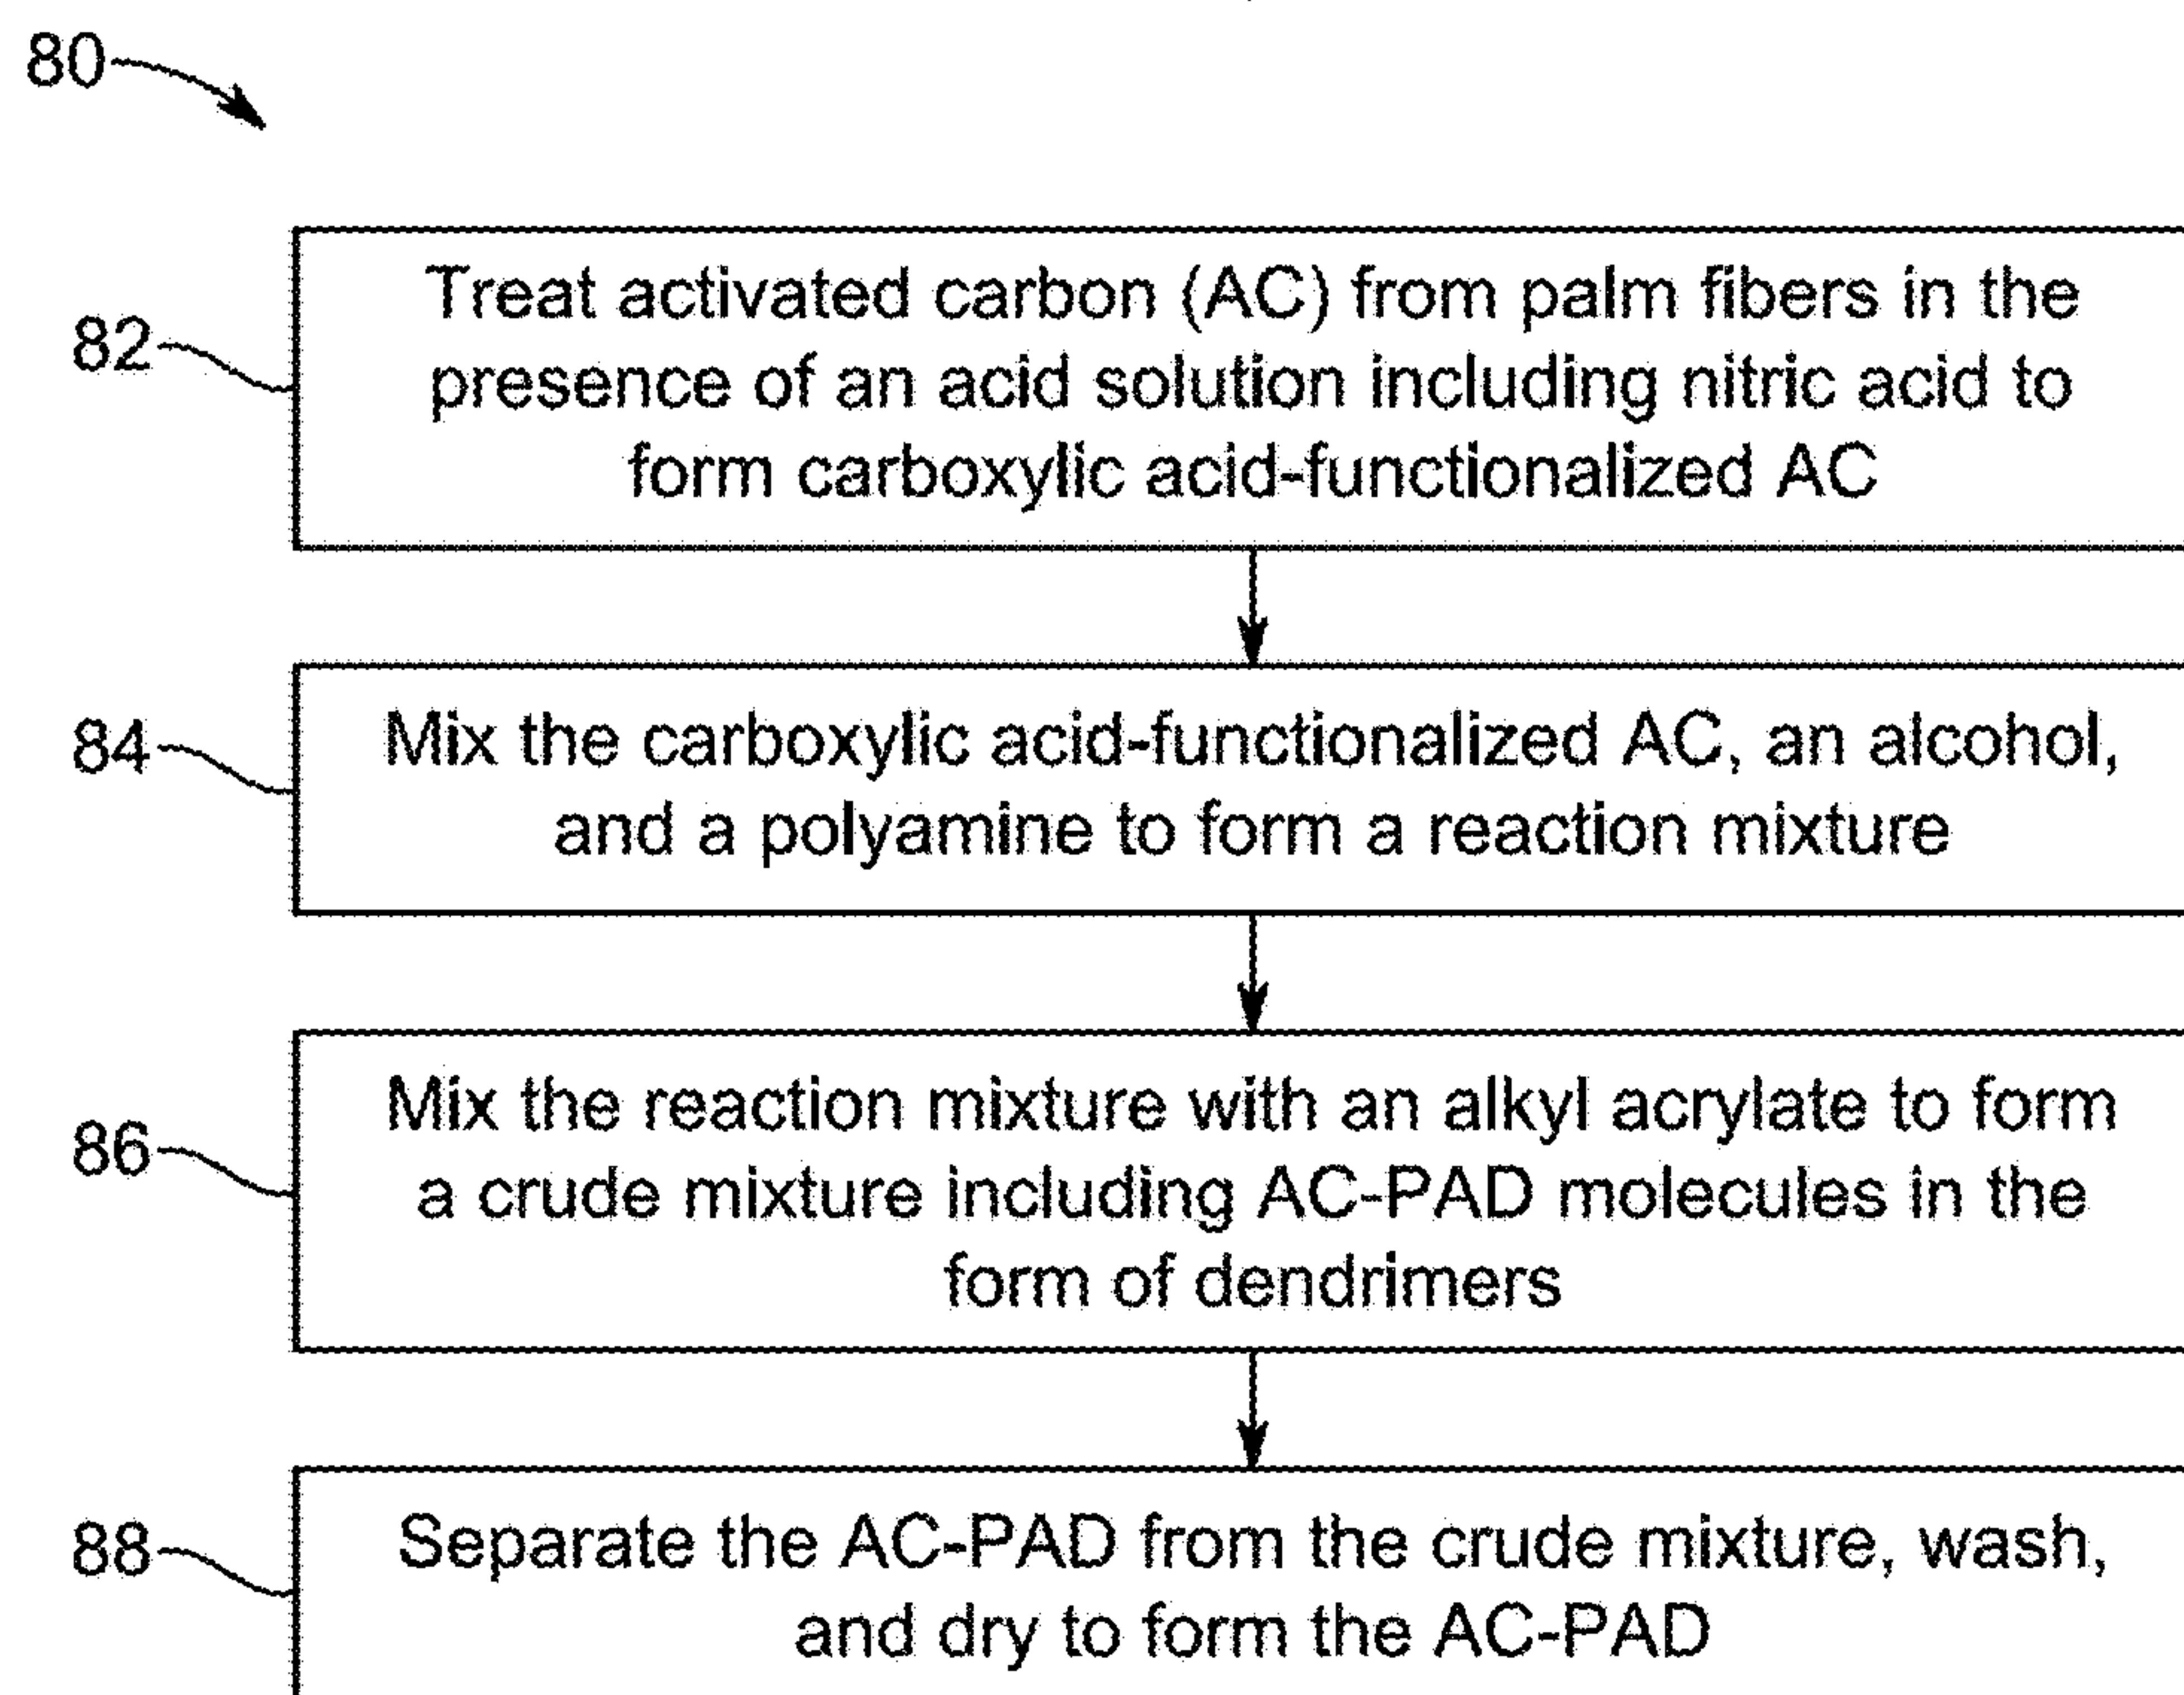 80
82
Treat activated carbon (AC) from palm fibers in the
presence of an acid solution including nitric acid to
form carboxylic acid-functionalized AC
84
Mix the carboxylic acid-functionalized AC, an alcohol,
and a polyamine to form a reaction mixture
86
Mix the reaction mixture with an alkyl acrylate to form
a crude mixture including AC-PAD molecules in the
form of dendrimers
88
Separate the AC-PAD from the crude mixture, wash,
and dry to form the AC-PAD